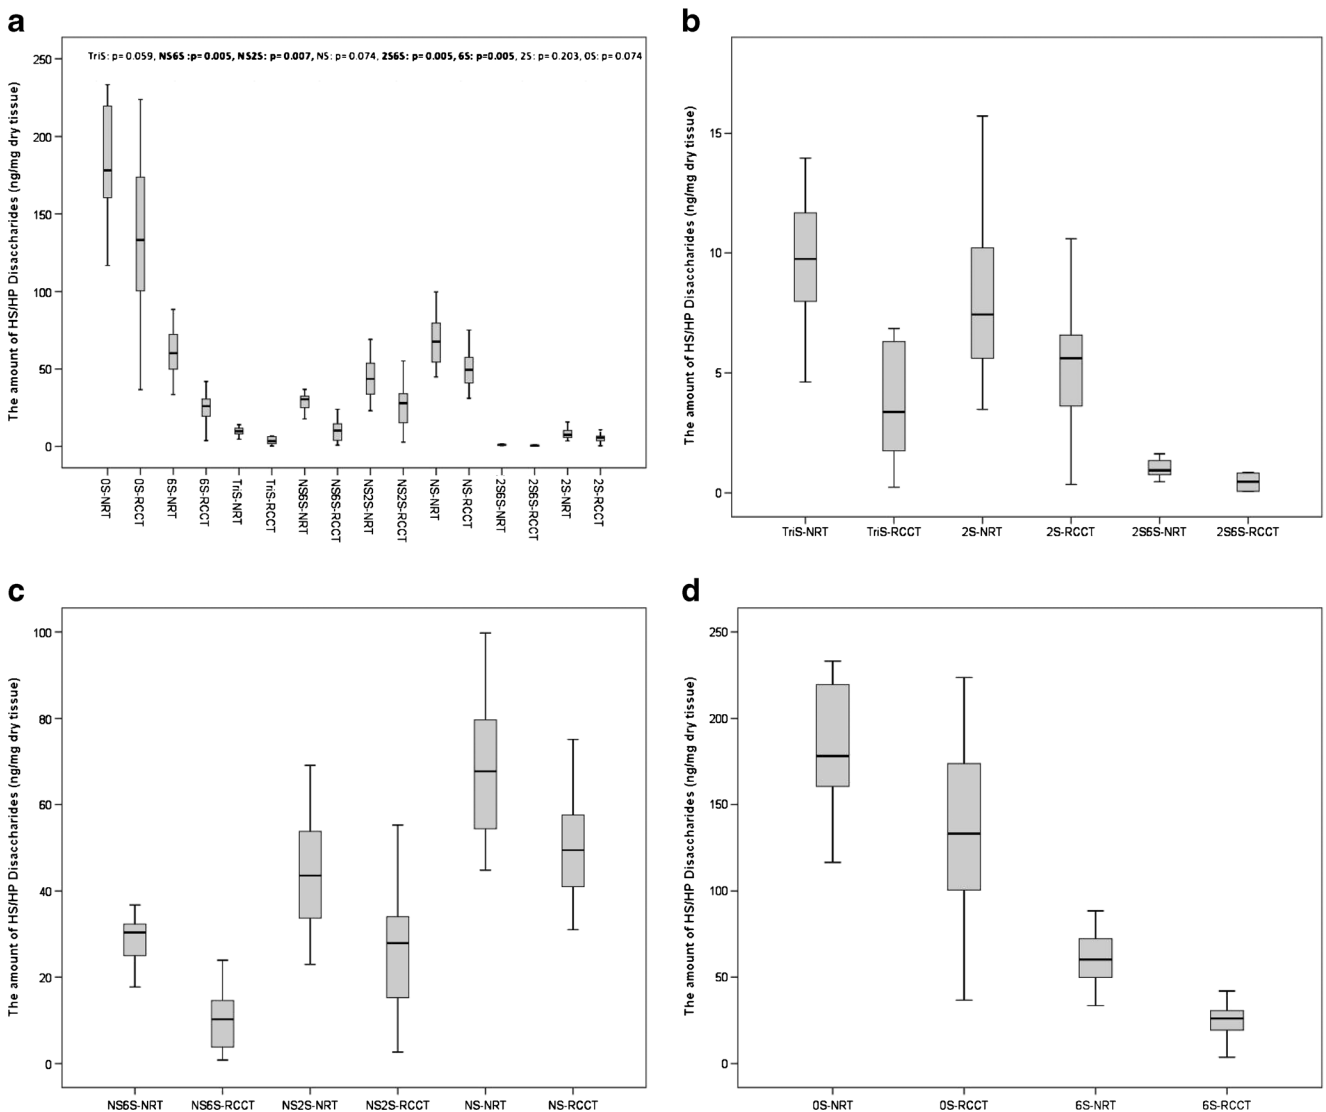 a
TriS: p= 0.059, NS6S :p= 0.005, NS2S: p= 0.007, NS: p= 0.074, 2S6S: p= 0.005, 6S: p=0.005, 2S: p= 0.203, 0S: p= 0.074
The amount of HS/HP Disaccharides (ng/mg dry tissue)
250
200
150
100
50
0
0S-NRT
0S-RCCT
6S-NRT
6S-RCCT
TriS-NRT
TriS-RCCT
NS6S-NRT
NS6S-RCCT
NS2S-NRT
NS2S-RCCT
NS-NRT
NS-RCCT
2S6S-NRT
2S6S-RCCT
2S-NRT
2S-RCCT
b
The amount of HS/HP Disaccharides (ng/mg dry tissue)
15
10
5
0
TriS-NRT TriS-RCCT 2S-NRT 2S-RCCT 2S6S-NRT 2S6S-RCCT
c
The amount of HS/HP Disaccharides (ng/mg dry tissue)
100
80
60
40
20
0
NS6S-NRT NS6S-RCCT NS2S-NRT NS2S-RCCT NS-NRT NS-RCCT
d
The amount of HS/HP Disaccharides (ng/mg dry tissue)
250
200
150
100
50
0
0S-NRT 0S-RCCT 6S-NRT 6S-RCCT